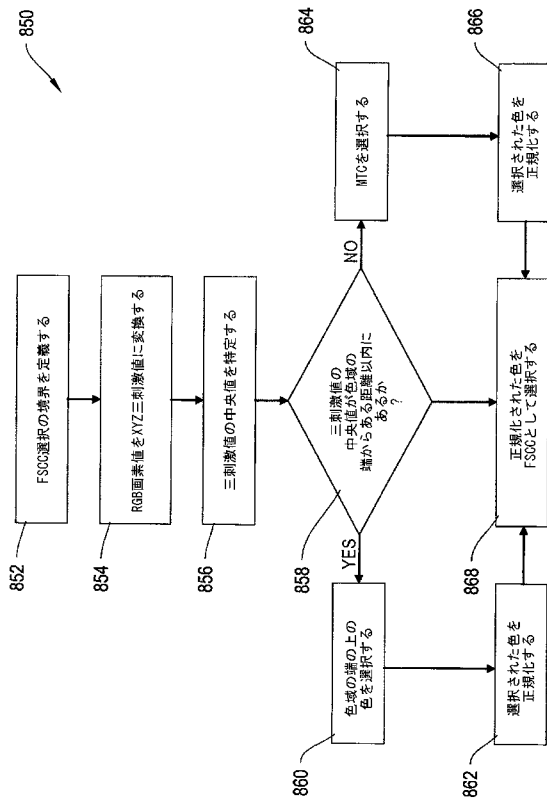 850
FSCC選択の境界を定義する
852
RGB画素値をXYZ三刺激値に変換する
854
三刺激値の中央値を特定する
856
三刺激値の
中央値が色域の
端からある距離以内に
あるか
?
858
YES
NO
色域の端の上の
色を選択する
860
MTCを選択する
864
選択された色を
正規化する
862
正規化された色を
FSCCとして選択する
868
選択された色を
正規化する
866